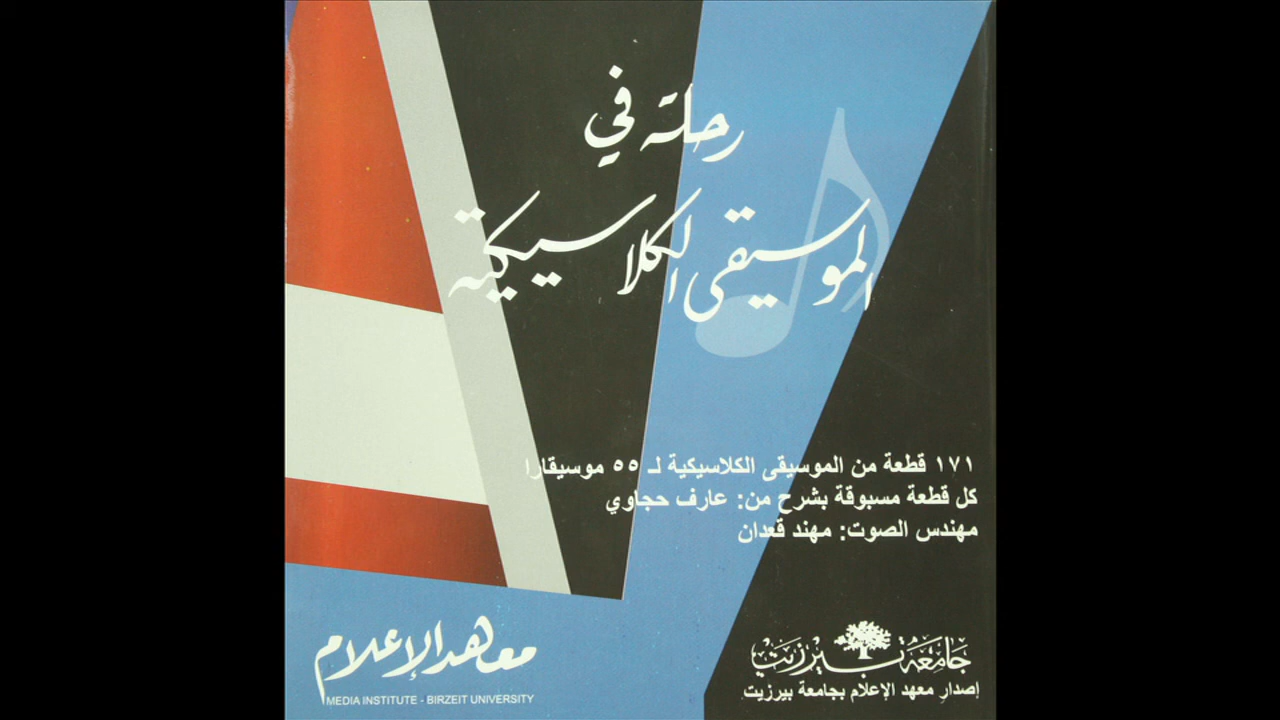 رحلة في
الموسيقى الكلاسيكية
١٧١ قطعة من الموسيقى الكلاسيكية لـ ٥٥ موسيقارا
كل قطعة مسبوقة بشرح من: عارف حجاوي
مهندس الصوت: مهند قعدان
معهد الإعلام
MEDIA INSTITUTE - BIRZEIT UNIVERSITY
جامعة بيرزيت
إصدار معهد الإعلام بجامعة بيرزيت